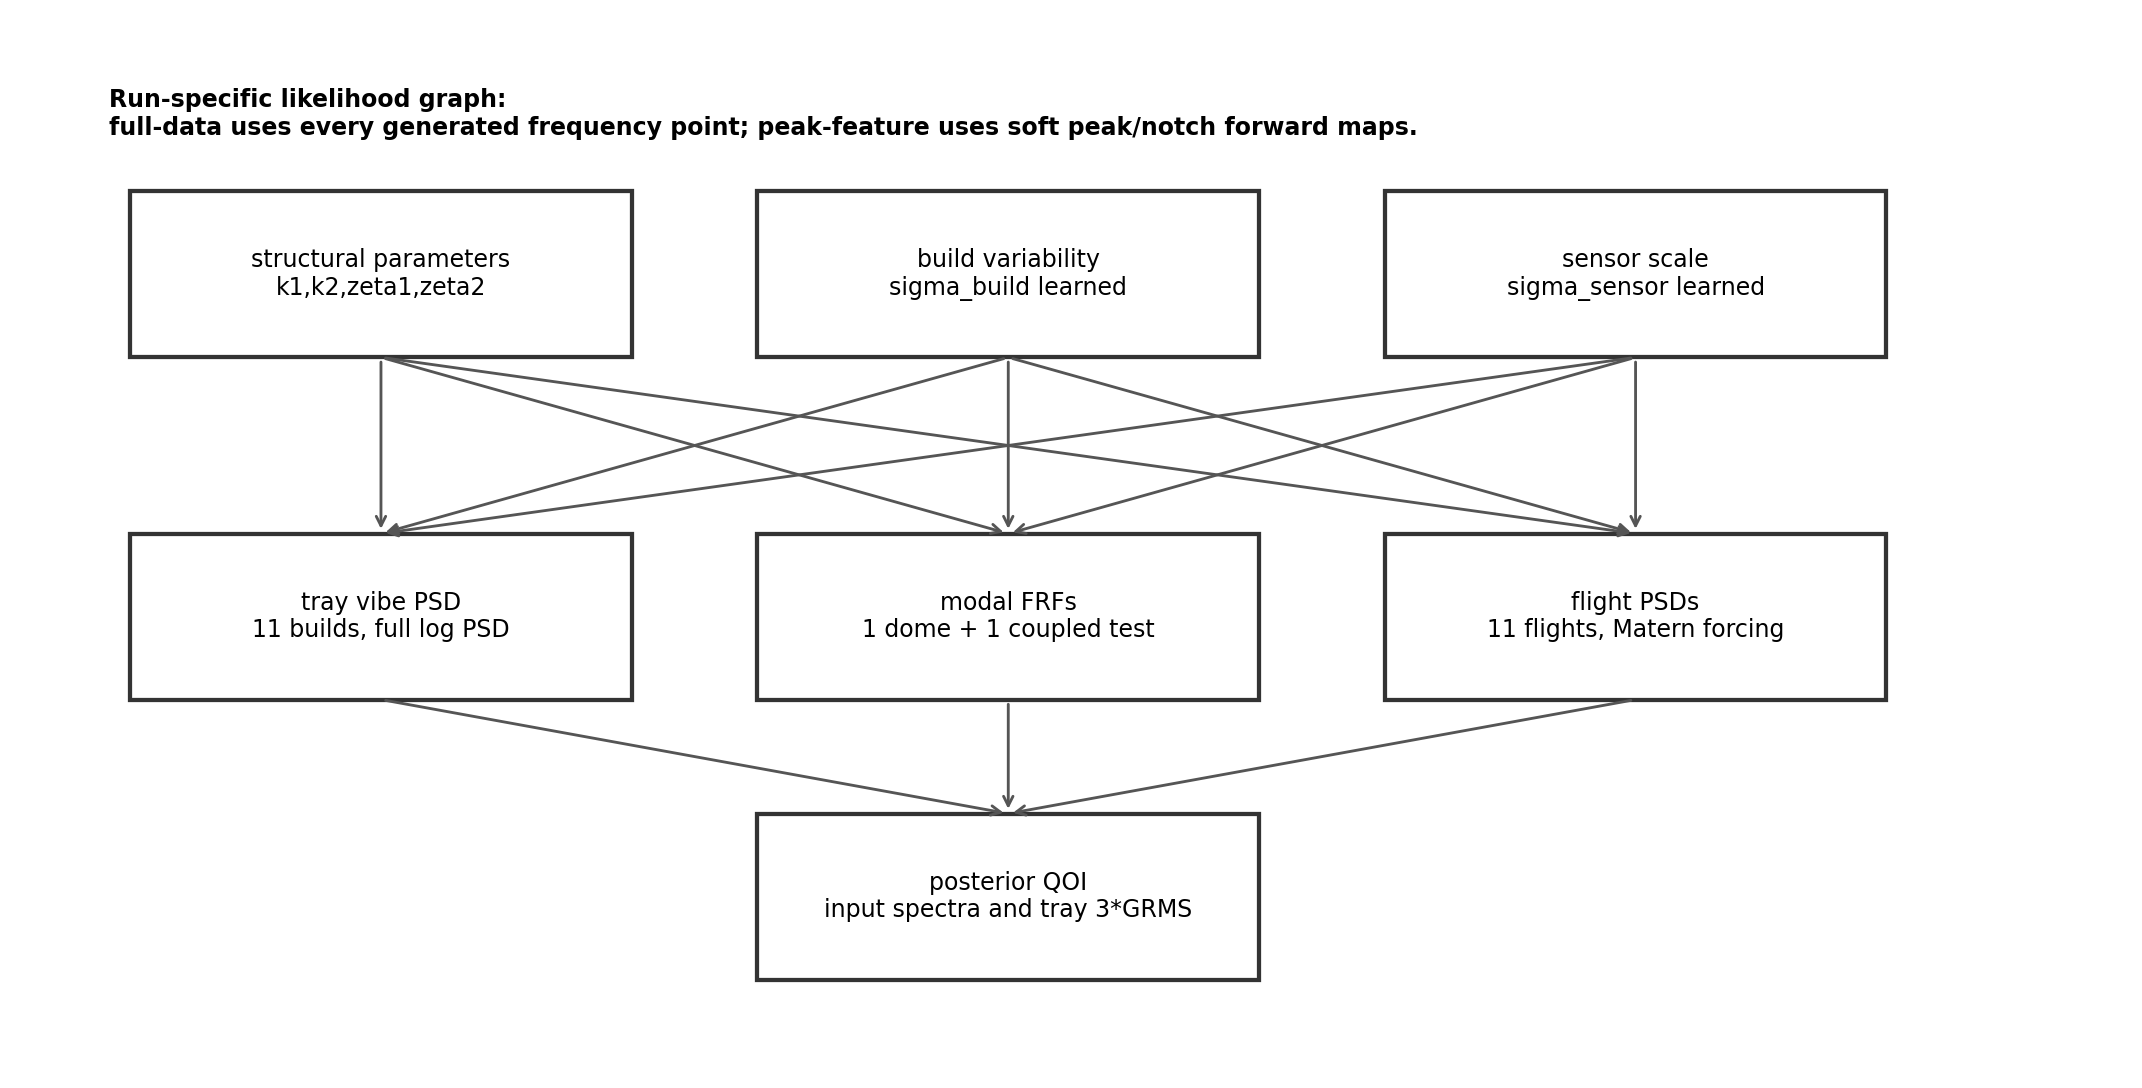 Run-specific likelihood graph:
full-data uses every generated frequency point; peak-feature uses soft peak/notch forward maps.
structural parameters
k1,k2,zeta1,zeta2
build variability
sigma_build learned
sensor scale
sigma_sensor learned
tray vibe PSD
11 builds, full log PSD
modal FRFs
1 dome + 1 coupled test
flight PSDs
11 flights, Matern forcing
posterior QOI
input spectra and tray 3*GRMS